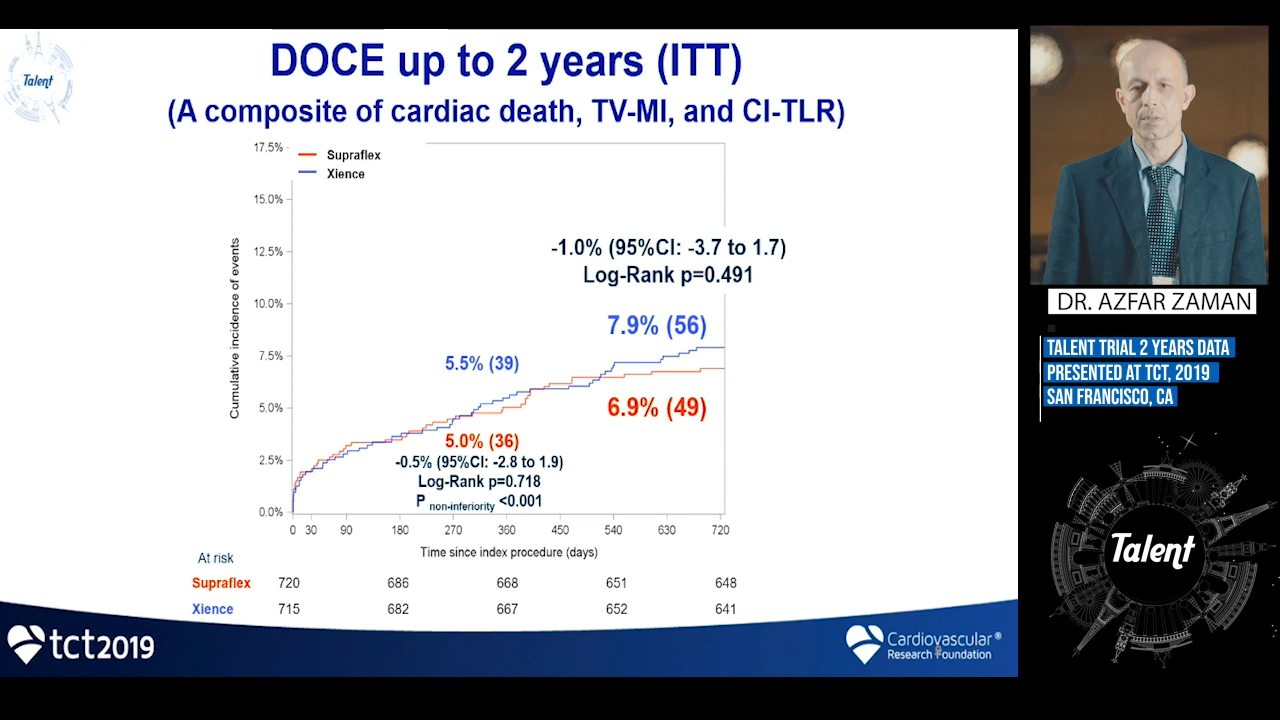 Talent
DOCE up to 2 years (ITT)
(A composite of cardiac death, TV-MI, and CI-TLR)
17.5%
15.0%
12.5%
10.0%
7.5%
5.0%
2.5%
0.0%
Cumulative incidence of events
Supraflex
Xience
-1.0% (95%CI: -3.7 to 1.7)
Log-Rank p=0.491
7.9% (56)
5.5% (39)
6.9% (49)
5.0% (36)
-0.5% (95%CI: -2.8 to 1.9)
Log-Rank p=0.718
P non-inferiority <0.001
0 30 90 180 270 360 450 540 630 720
Time since index procedure (days)
At risk
Supraflex 720 686 668 651 648
Xience 715 682 667 652 641
tct2019
Cardiovascular®
Research Foundation
DR. AZFAR ZAMAN
TALENT TRIAL 2 YEARS DATA
PRESENTED AT TCT, 2019
SAN FRANCISCO, CA
Talent